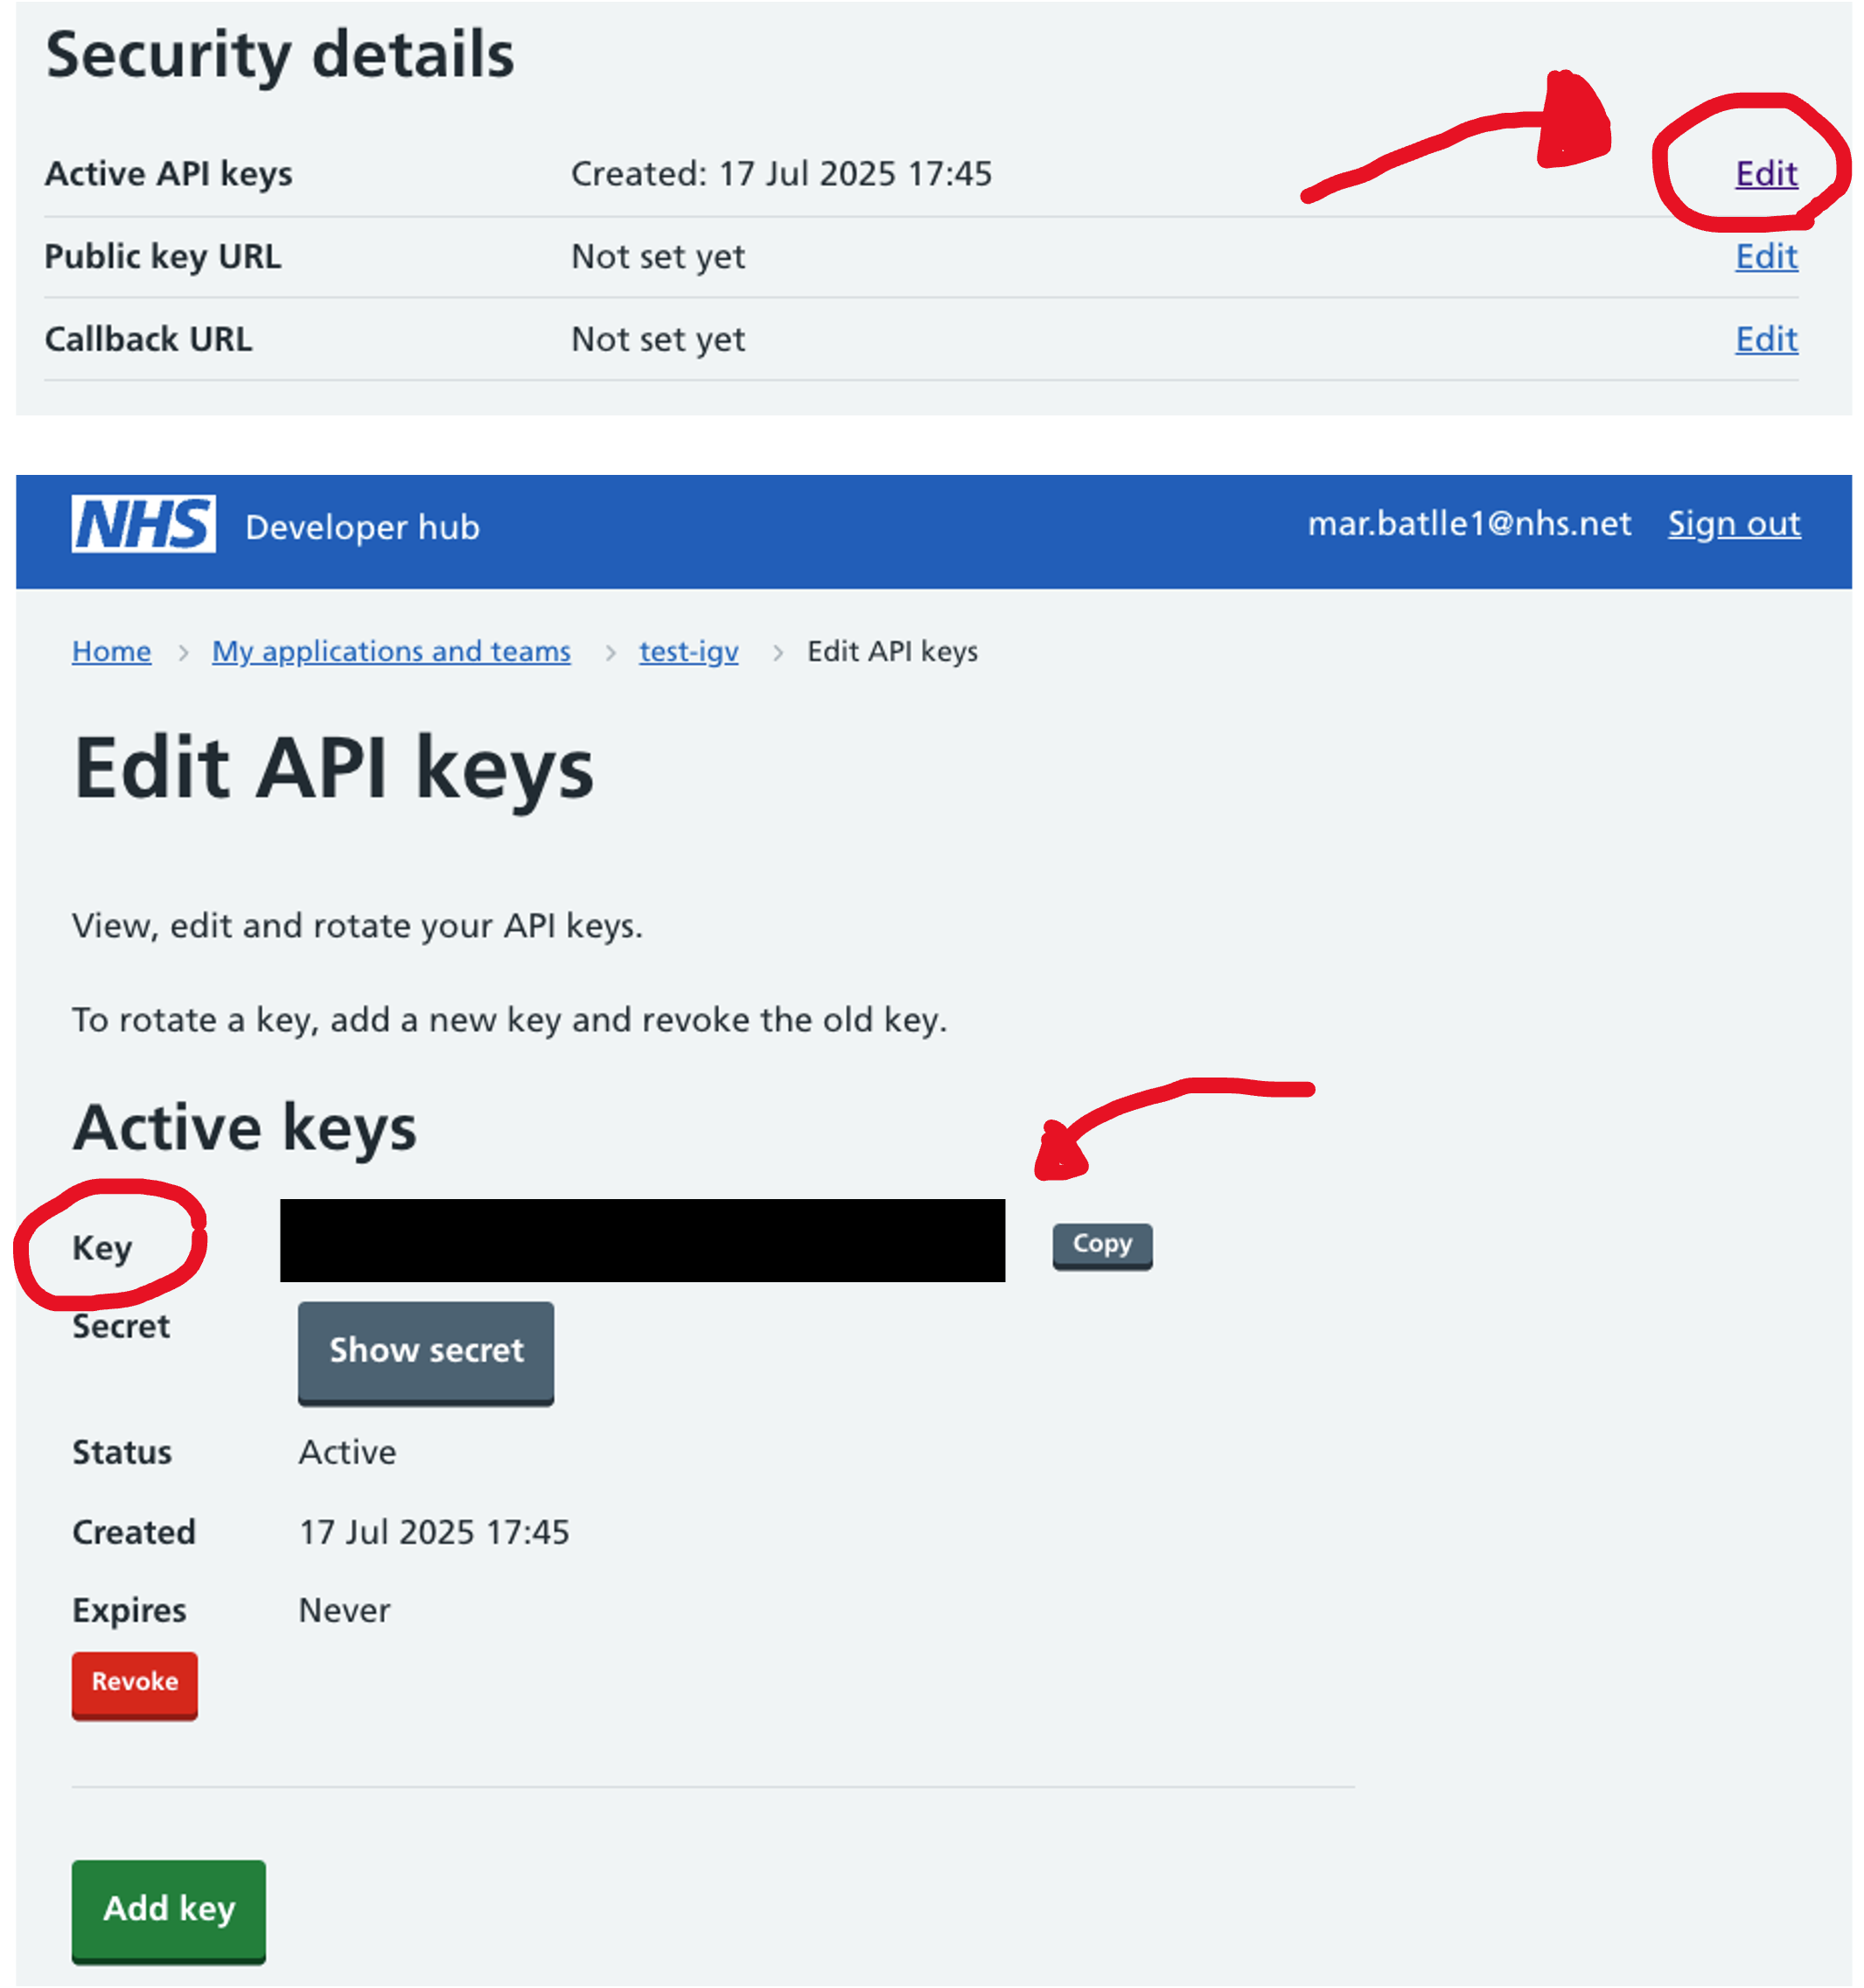 Security details
Active API keys Created: 17 Jul 2025 17:45 Edit
Public key URL Not set yet Edit
Callback URL Not set yet Edit
NHS Developer hub mar.batlle1@nhs.net Sign out
Home > My applications and teams > test-igv > Edit API keys
Edit API keys
View, edit and rotate your API keys.
To rotate a key, add a new key and revoke the old key.
Active keys
Key Copy
Secret Show secret
Status Active
Created 17 Jul 2025 17:45
Expires Never
Revoke
Add key